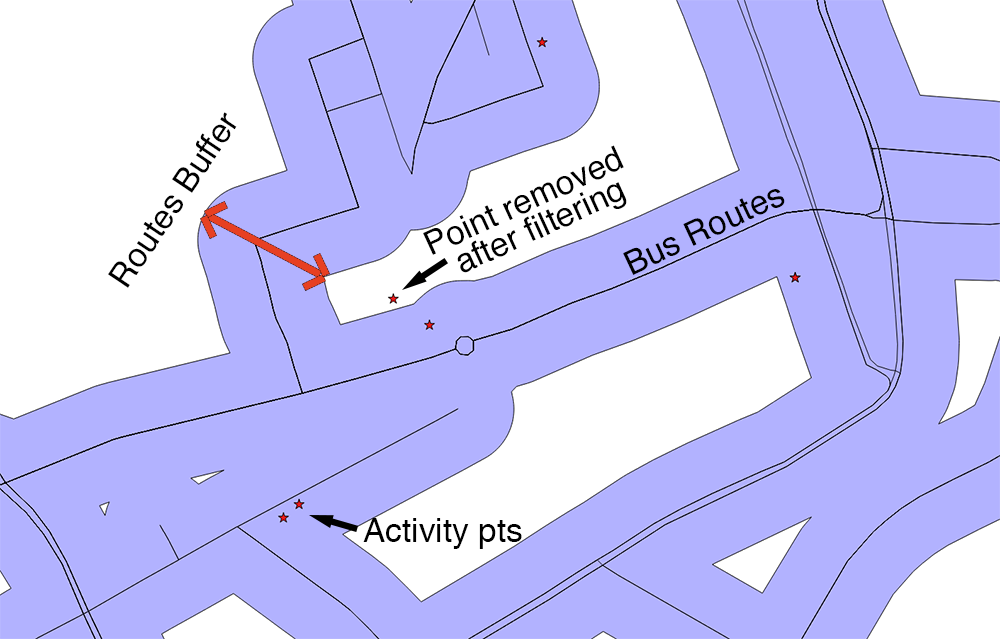 Routes Buffer
Point removed
after filtering
Bus Routes
Activity pts